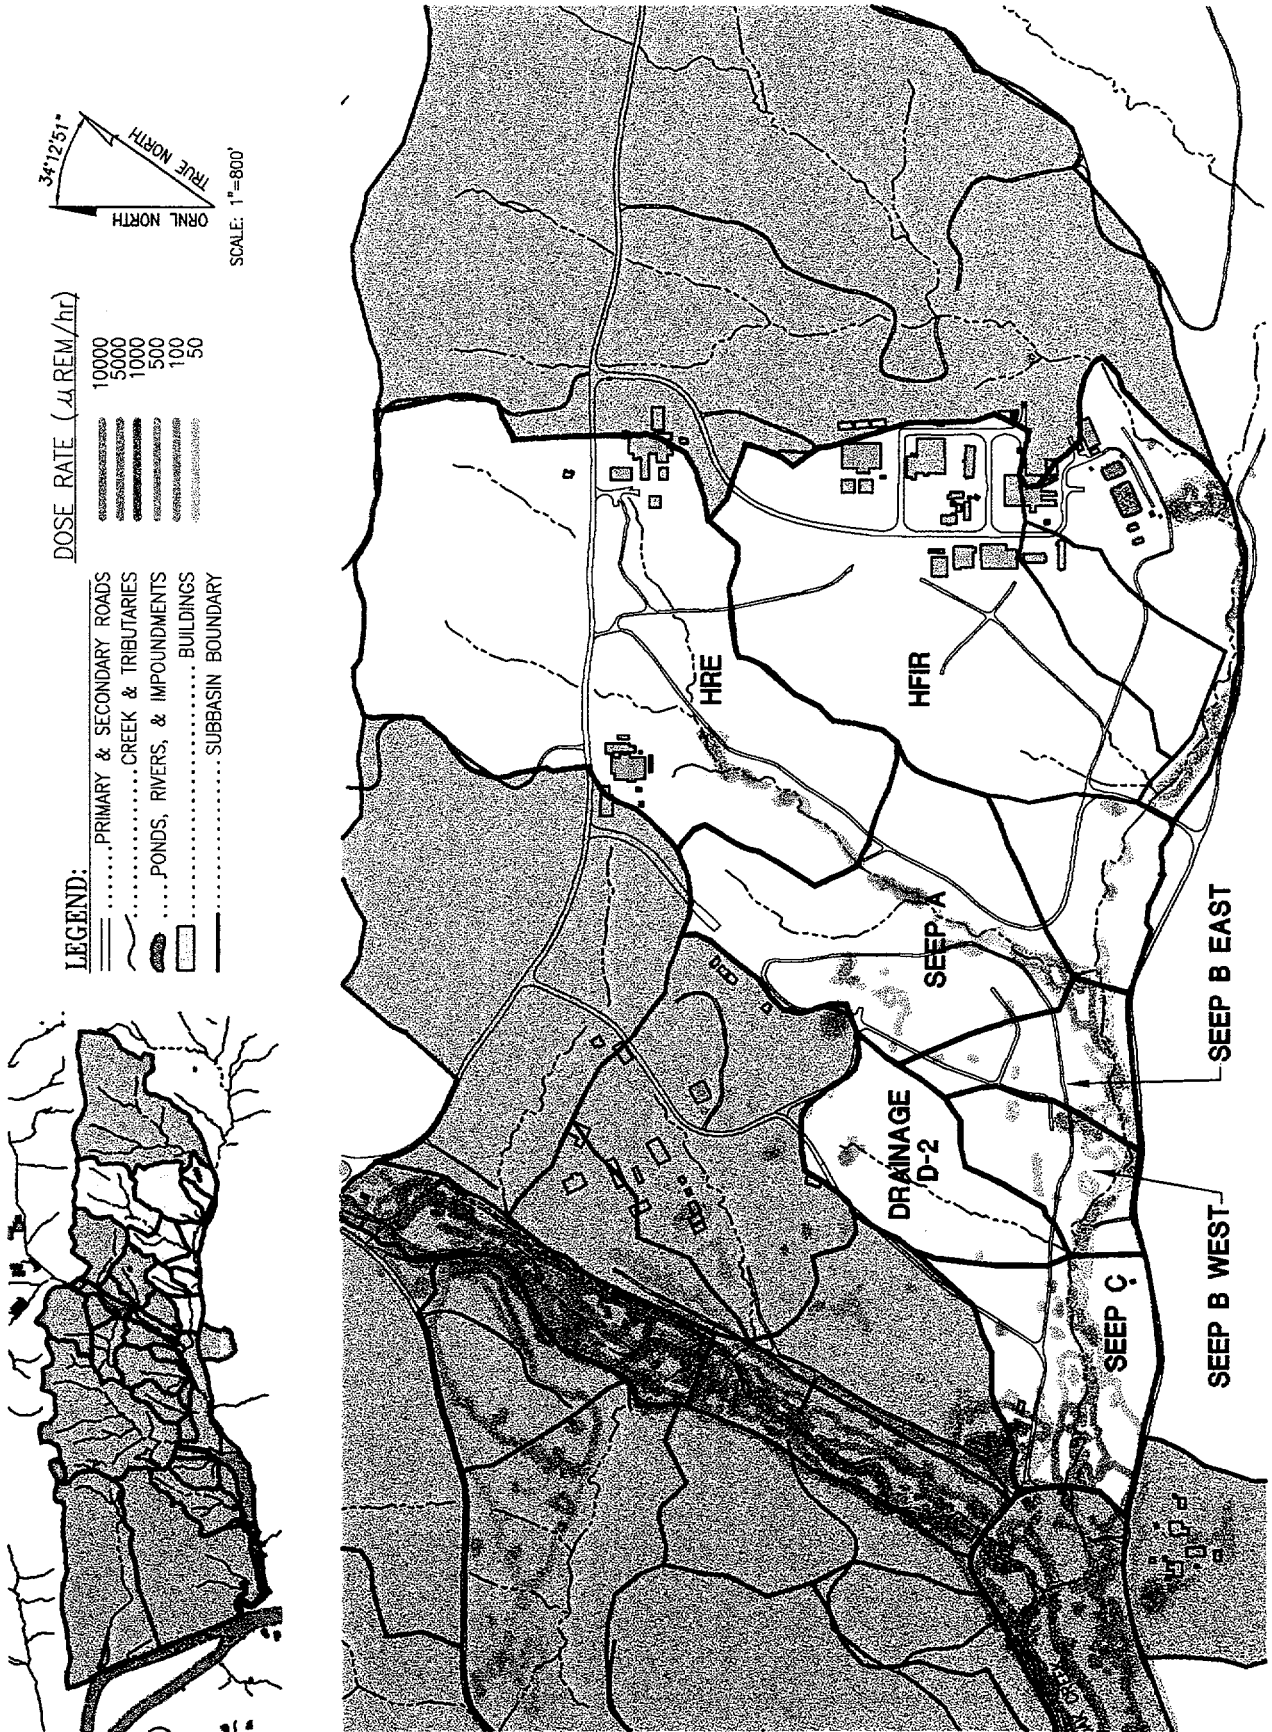 LEGEND:
......PRIMARY & SECONDARY ROADS
............CREEK & TRIBUTARIES
....PONDS, RIVERS, & IMPOUNDMENTS
........................BUILDINGS
............SUBBASIN BOUNDARY
DOSE RATE (μREM/hr)
10000
5000
1000
500
100
50
34°12'51"
ORNL NORTH
TRUE NORTH
SCALE: 1"=800'
HRE
HFIR
SEEP A
DRAINAGE
D-2
SEEP C
SEEP B WEST
SEEP B EAST